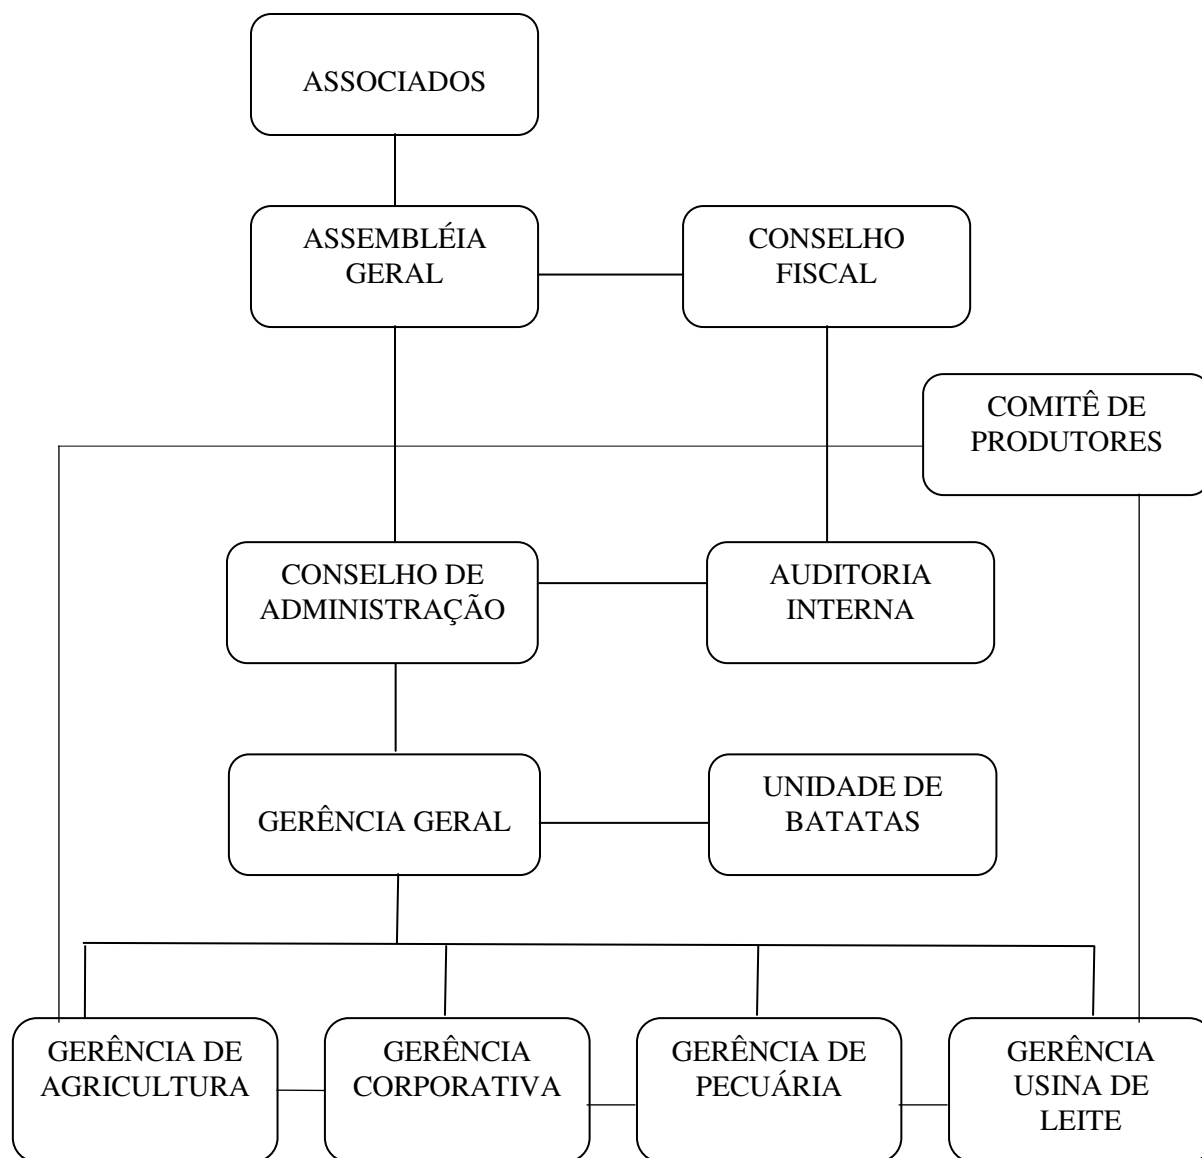 ASSOCIADOS
ASSEMBLÉIA
GERAL
CONSELHO
FISCAL
COMITÊ DE
PRODUTORES
CONSELHO DE
ADMINISTRAÇÃO
AUDITORIA
INTERNA
GERÊNCIA GERAL
UNIDADE DE
BATATAS
GERÊNCIA DE
AGRICULTURA
GERÊNCIA
CORPORATIVA
GERÊNCIA DE
PECUÁRIA
GERÊNCIA
USINA DE
LEITE